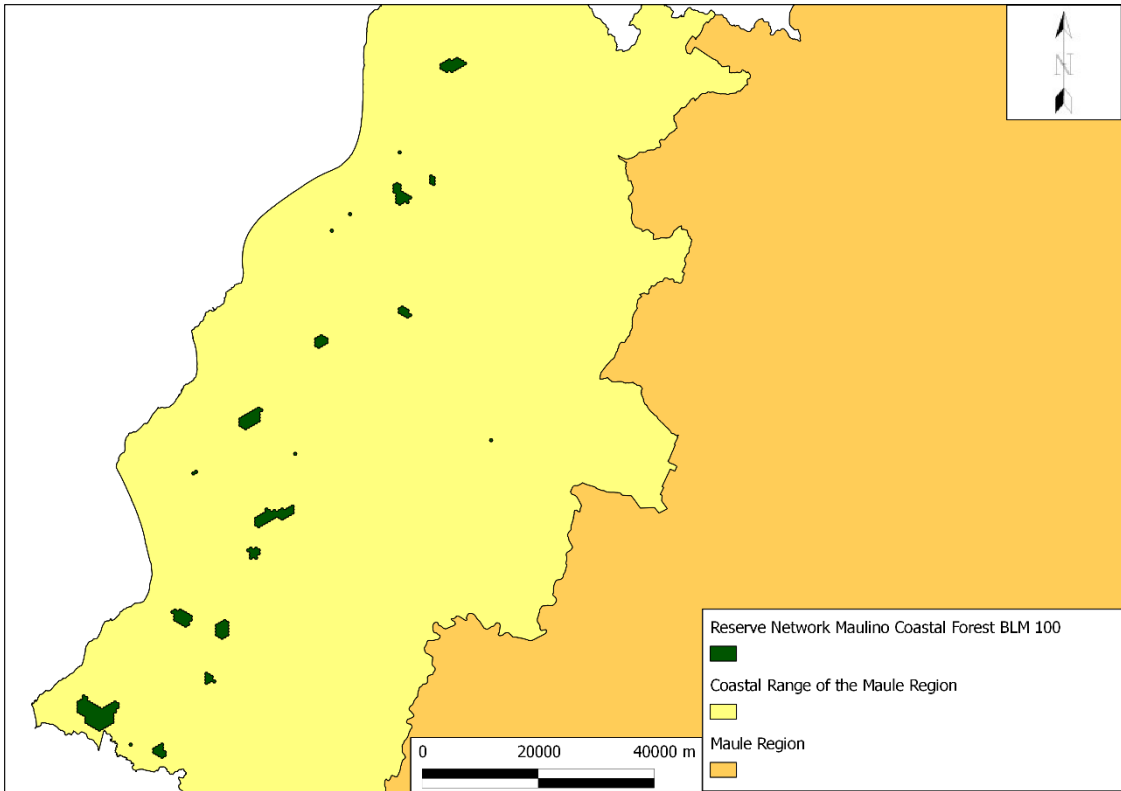 N
Reserve Network Maulino Coastal Forest BLM 100
Coastal Range of the Maule Region
Maule Region
0 20000 40000 m